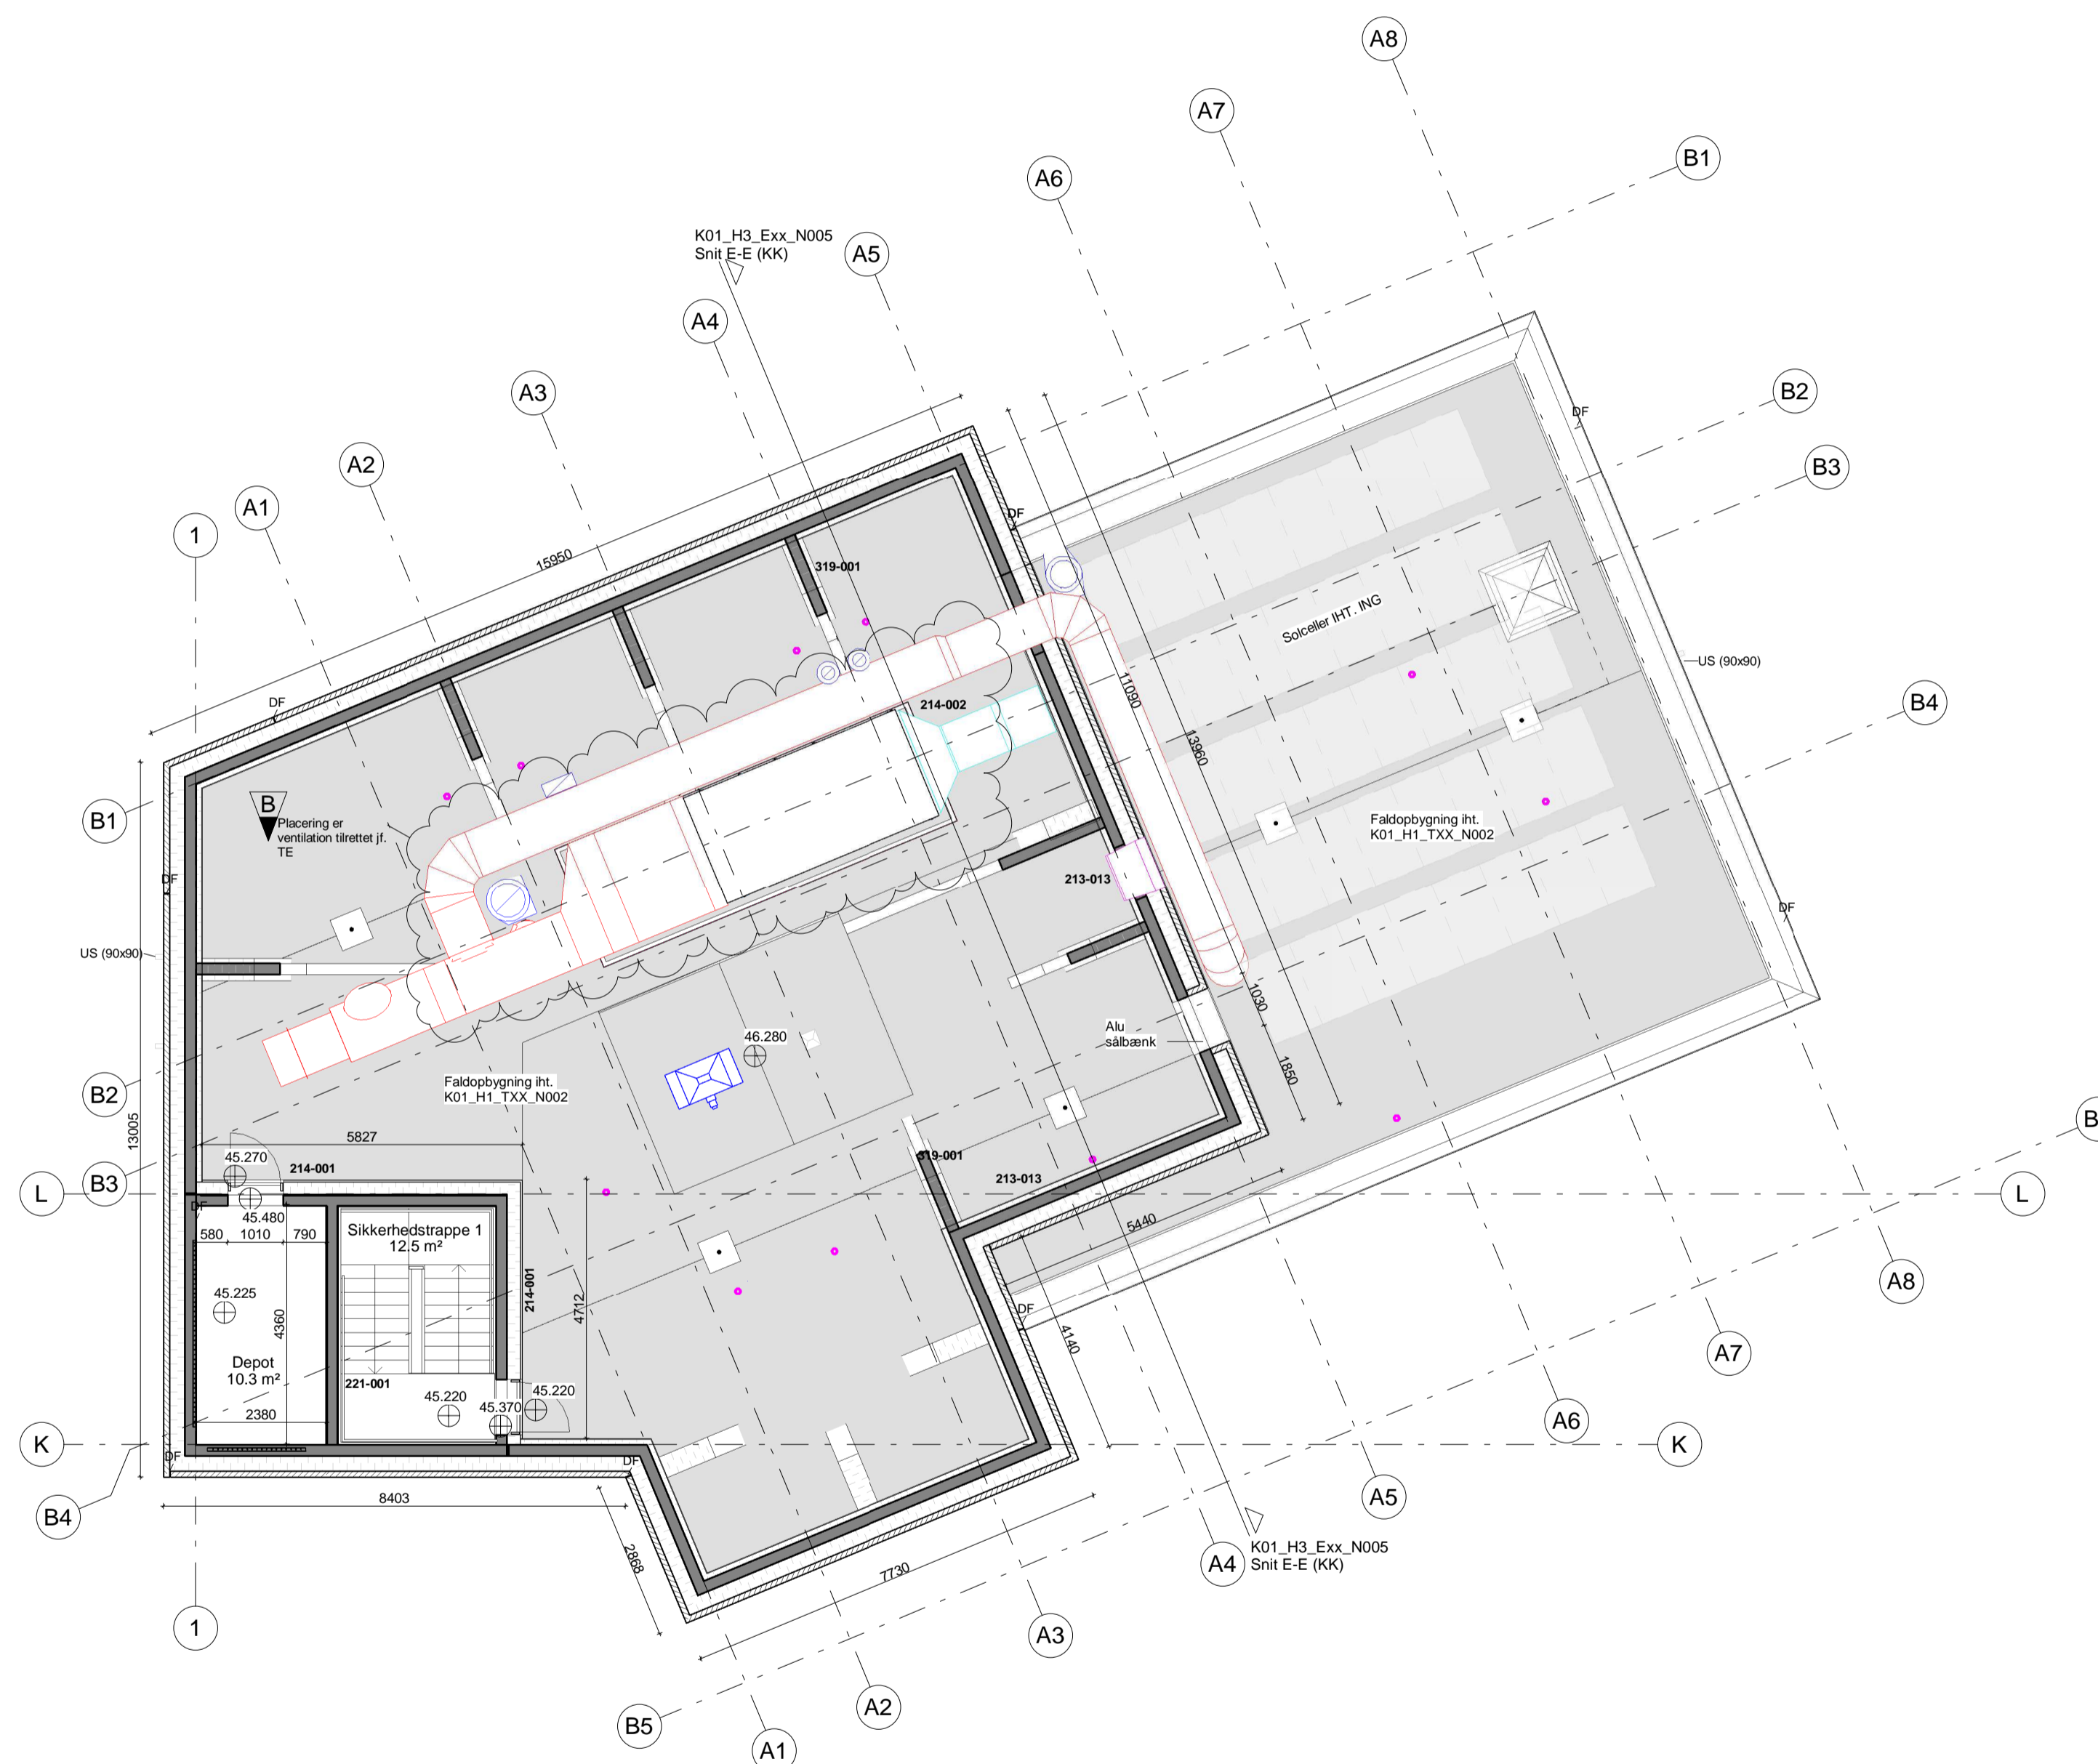 A8
A7
B1
A6
K01_H3_Exx_N005
Snit E-E (KK)
A5
A4
B2
A3
DF
A2
B3
A1
DF
1
15950
319-001
Solceller IHT. ING
US (90x90)
11090
DF
214-002
B4
13960
B
Placering er
ventilation tilrettet jf.
TE
B1
Faldopbygning iht.
K01_H1_TXX_N002
DF
213-013
DF
US (90x90)
1030
Alu
sålbænk
46.280
1850
B2
Faldopbygning iht.
K01_H1_TXX_N002
13005
5827
B
45.270
214-001
319-001
B3
213-013
L
L
DF
45.480
5440
580
1010
790
Sikkerhedstrappe 1
12.5 m²
A8
45.225
214-001
4712
DF
4360
4140
A7
Depot
10.3 m²
221-001
45.220
45.220
45.370
2380
A6
K
K
DF
DF
8403
A5
B4
2868
A4
K01_H3_Exx_N005
Snit E-E (KK)
7730
1
A3
A2
B5
A1